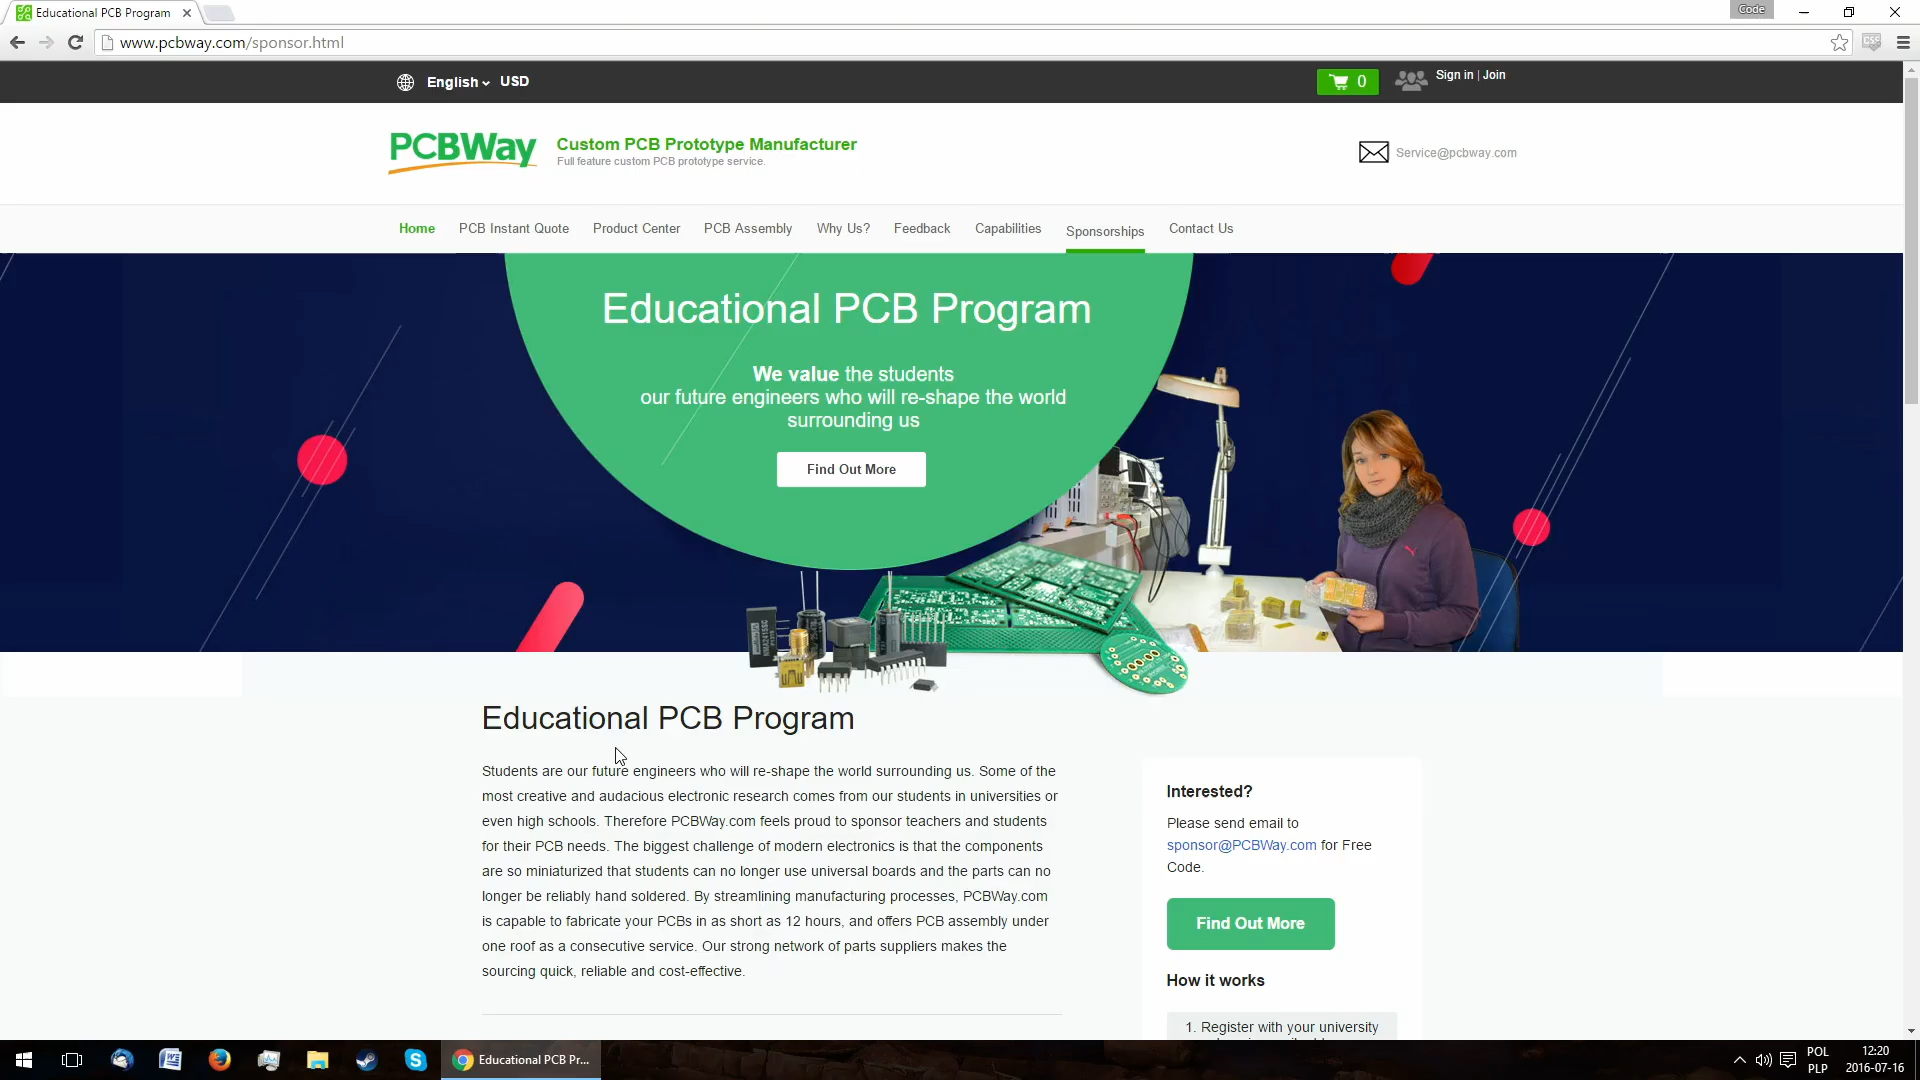 Educational PCB Program
Code
www.pcbway.com/sponsor.html
English USD
0
Sign in | Join
PCBWay
Custom PCB Prototype Manufacturer
Full feature custom PCB prototype service.
Service@pcbway.com
Home PCB Instant Quote Product Center PCB Assembly Why Us? Feedback Capabilities Sponsorships Contact Us
Educational PCB Program
We value the students
our future engineers who will re-shape the world
surrounding us
Find Out More
Educational PCB Program
Students are our future engineers who will re-shape the world surrounding us. Some of the
most creative and audacious electronic research comes from our students in universities or
even high schools. Therefore PCBWay.com feels proud to sponsor teachers and students
for their PCB needs. The biggest challenge of modern electronics is that the components
are so miniaturized that students can no longer use universal boards and the parts can no
longer be reliably hand soldered. By streamlining manufacturing processes, PCBWay.com
is capable to fabricate your PCBs in as short as 12 hours, and offers PCB assembly under
one roof as a consecutive service. Our strong network of parts suppliers makes the
sourcing quick, reliable and cost-effective.
Interested?
Please send email to
sponsor@PCBWay.com for Free
Code.
Find Out More
How it works
1. Register with your university
Educational PCB Pr...
POL
PLP
12:20
2016-07-16